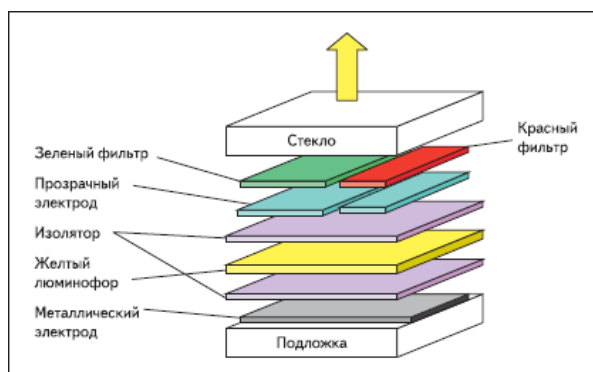 Стекло
Красный
фильтр
Зеленый фильтр
Прозрачный
электрод
Изолятор
Желтый
люминофор
Металлический
электрод
Подложка